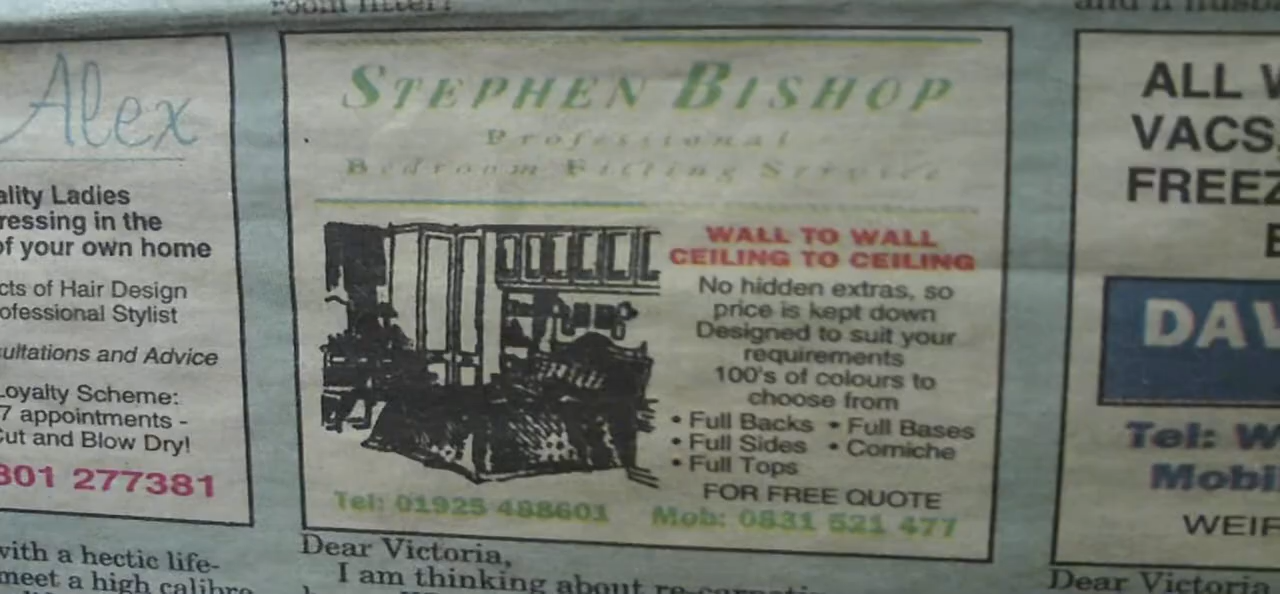 Alex
ality Ladies
ressing in the
of your own home
cts of Hair Design
ofessional Stylist
sultations and Advice
Loyalty Scheme:
7 appointments -
Cut and Blow Dry!
801 277381
with a hectic life-
meet a high calibre
room fitter?
STEPHEN BISHOP
Professional
Bedroom Fitting Service
WALL TO WALL
CEILING TO CEILING
No hidden extras, so
price is kept down
Designed to suit your
requirements
100's of colours to
choose from
• Full Backs • Full Bases
• Full Sides • Corniche
• Full Tops
FOR FREE QUOTE
Tel: 01925 488601 Mob: 0831 521 477
Dear Victoria,
I am thinking about re-carpeting
ALL W
VACS,
FREEZ
E
DAV
Tel: W
Mobi
WEIF
Dear Victoria